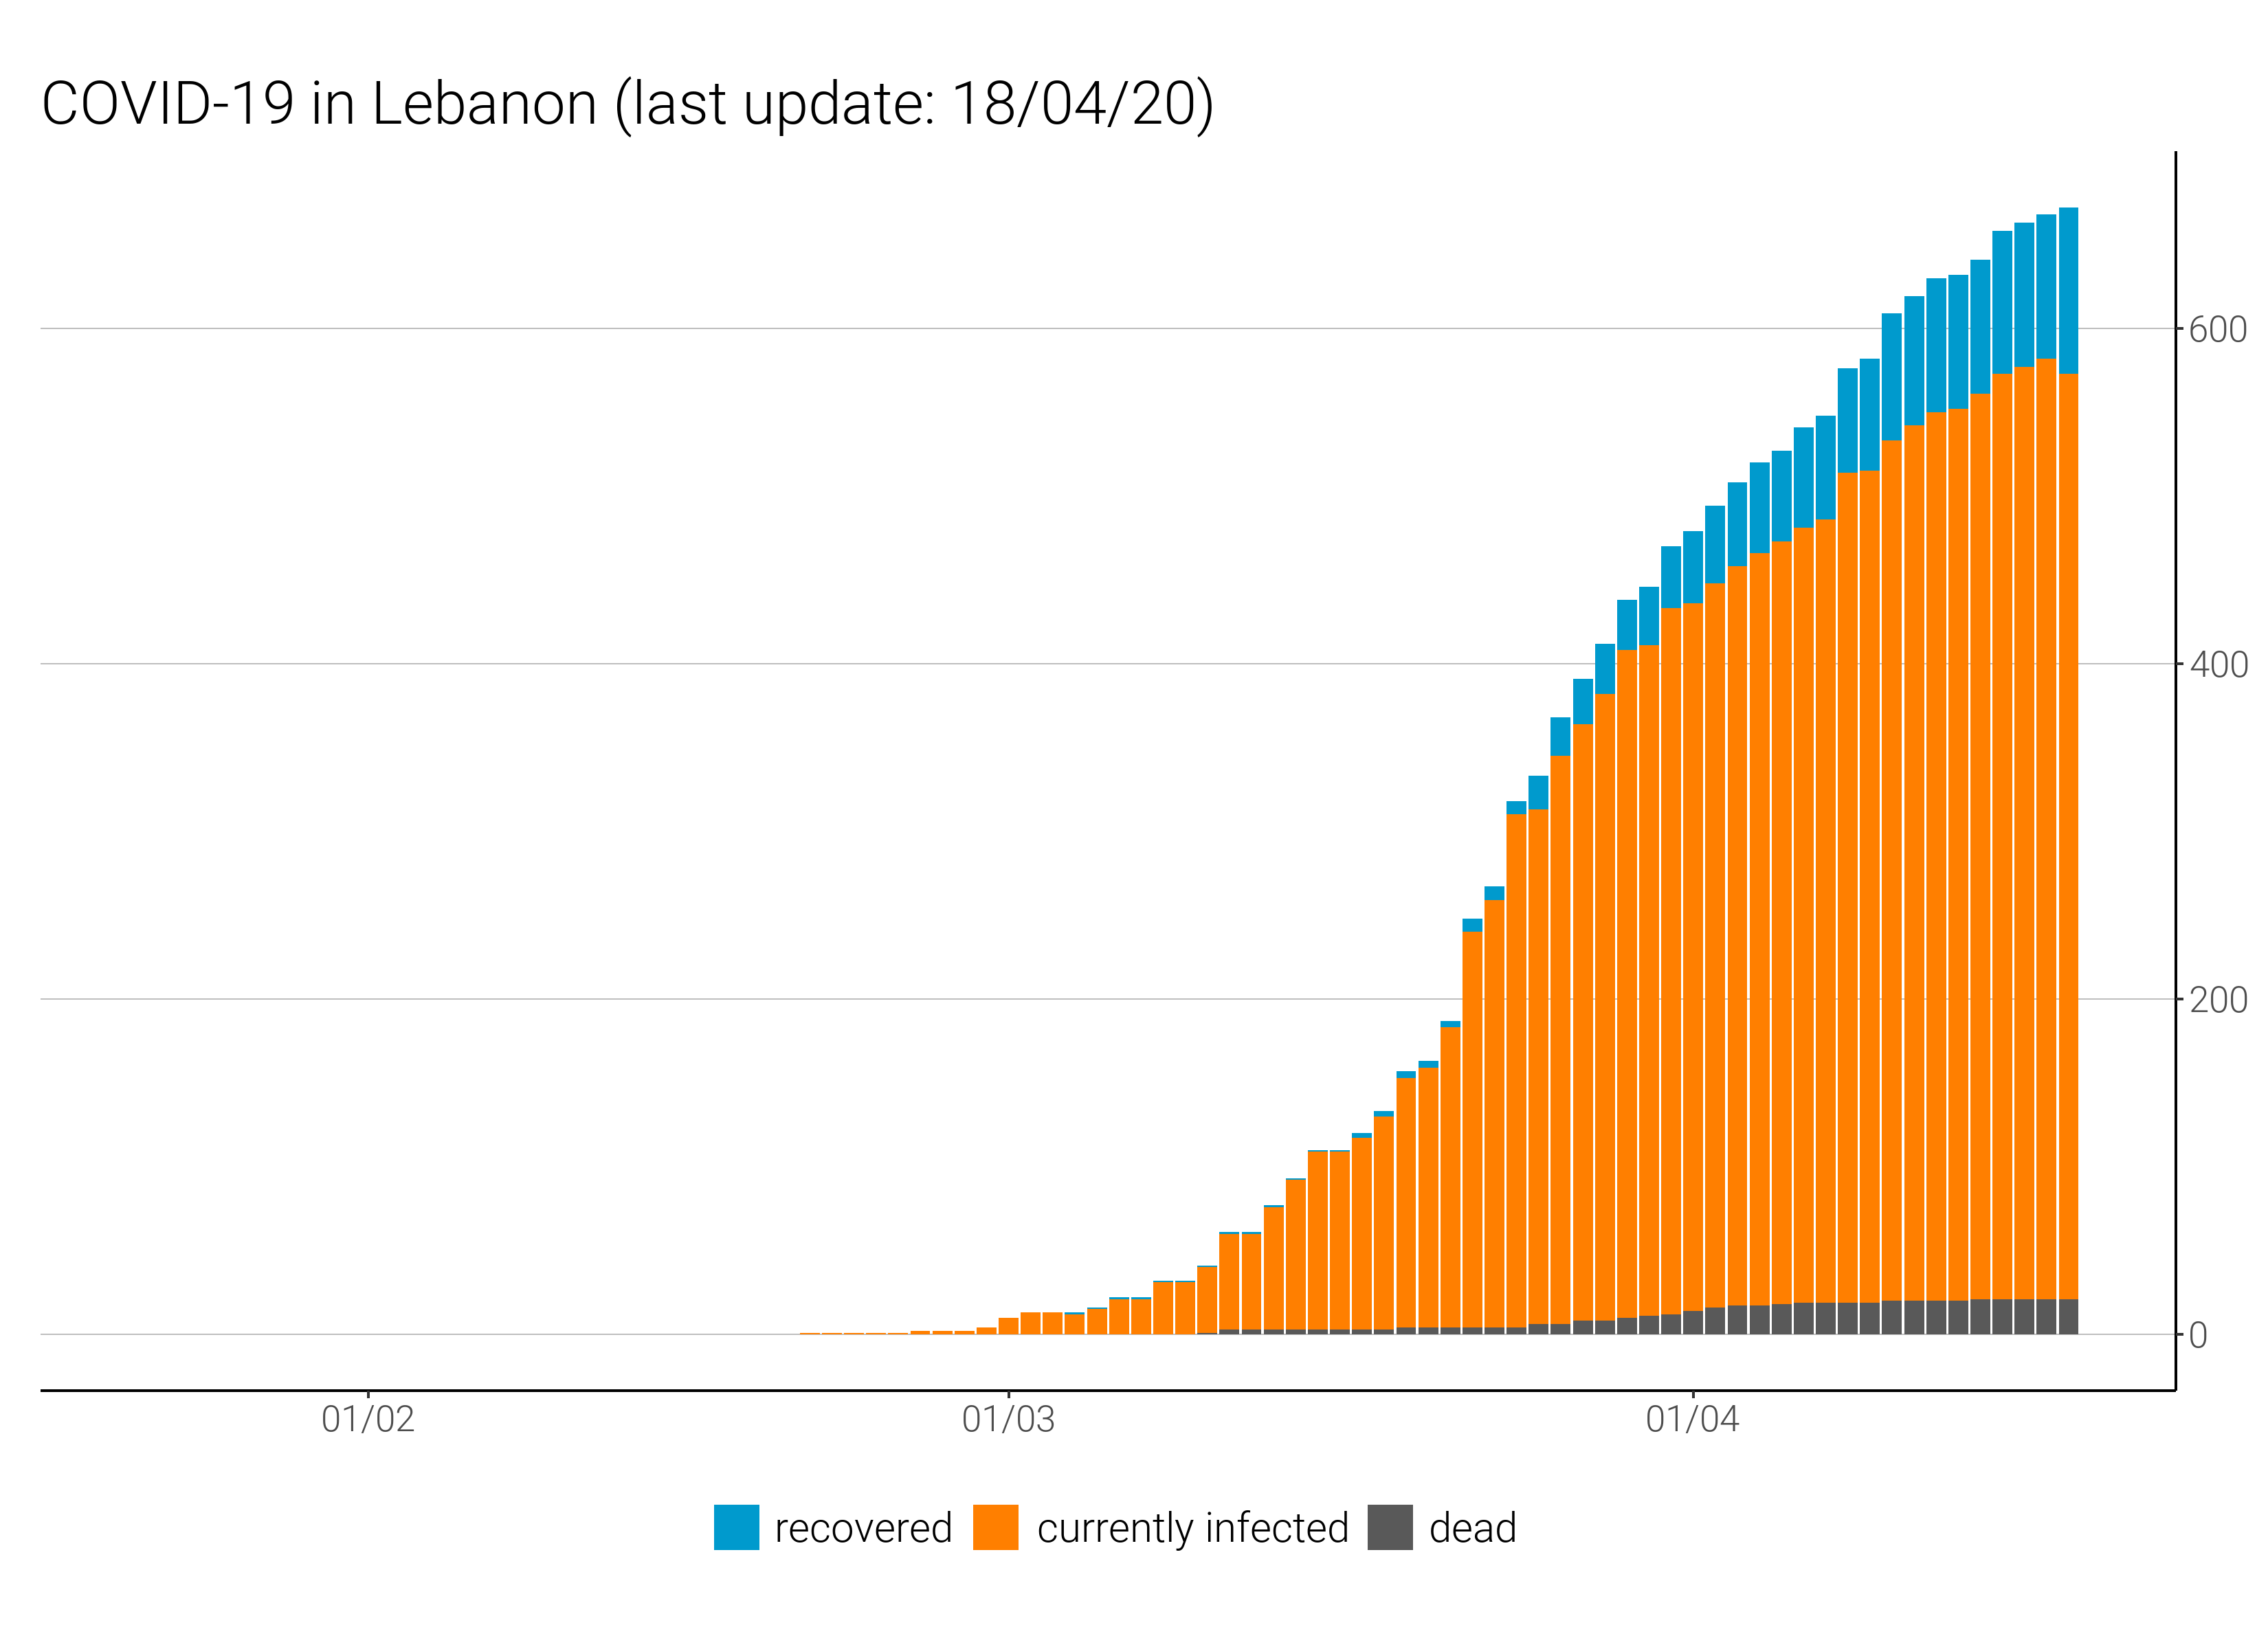 COVID-19 in Lebanon (last update: 18/04/20)
600
400
200
0
01/02 01/03 01/04
recovered currently infected dead